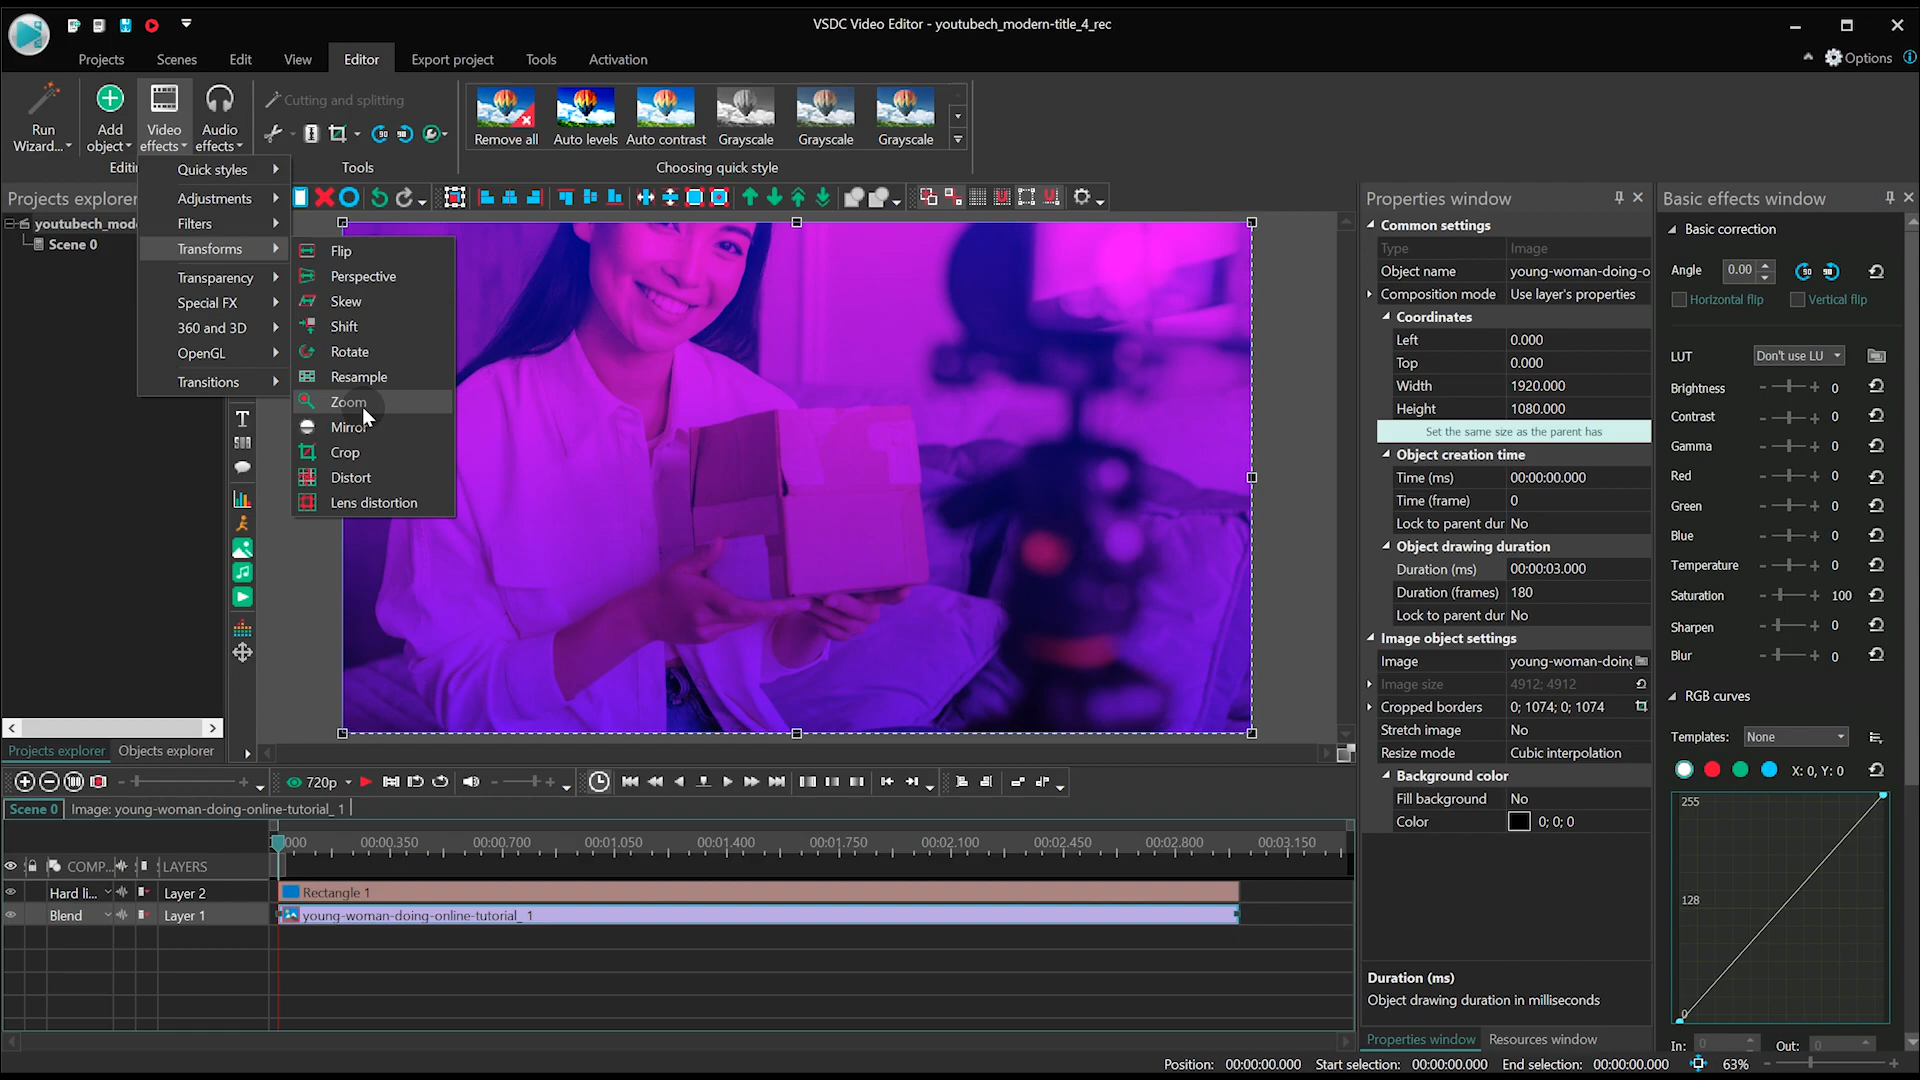 VSDC Video Editor - youtubech_modern-title_4_rec
Projects Scenes Edit View Editor Export project Tools Activation
Options
Run Wizard...
Add object
Video effects
Audio effects
Cutting and splitting
Tools
Remove all Auto levels Auto contrast Grayscale Grayscale Grayscale
Choosing quick style
Editin
Quick styles
Adjustments
Filters
Transforms
Transparency
Special FX
360 and 3D
OpenGL
Transitions
Flip
Perspective
Skew
Shift
Rotate
Resample
Zoom
Mirror
Crop
Distort
Lens distortion
Projects explorer
youtubech_mode
Scene 0
Projects explorer Objects explorer
Properties window
Common settings
Type Image
Object name young-woman-doing-o
Composition mode Use layer's properties
Coordinates
Left 0.000
Top 0.000
Width 1920.000
Height 1080.000
Set the same size as the parent has
Object creation time
Time (ms) 00:00:00.000
Time (frame) 0
Lock to parent dur No
Object drawing duration
Duration (ms) 00:00:03.000
Duration (frames) 180
Lock to parent dur No
Image object settings
Image young-woman-doing
Image size 4912; 4912
Cropped borders 0; 1074; 0; 1074
Stretch image No
Resize mode Cubic interpolation
Background color
Fill background No
Color 0; 0; 0
Duration (ms)
Object drawing duration in milliseconds
Properties window Resources window
Basic effects window
Basic correction
Angle 0.00 90 90
Horizontal flip Vertical flip
LUT Don't use LU
Brightness 0
Contrast 0
Gamma 0
Red 0
Green 0
Blue 0
Temperature 0
Saturation 100
Sharpen 0
Blur 0
RGB curves
Templates: None
X: 0, Y: 0
255
128
0
In: 0 Out: 0
720p
Scene 0 Image: young-woman-doing-online-tutorial_ 1
000 00:00.350 00:00.700 00:01.050 00:01.400 00:01.750 00:02.100 00:02.450 00:02.800 00:03.150
COMP... LAYERS
Hard li... Layer 2 Rectangle 1
Blend Layer 1 young-woman-doing-online-tutorial_ 1
Position: 00:00:00.000 Start selection: 00:00:00.000 End selection: 00:00:00.000 63%